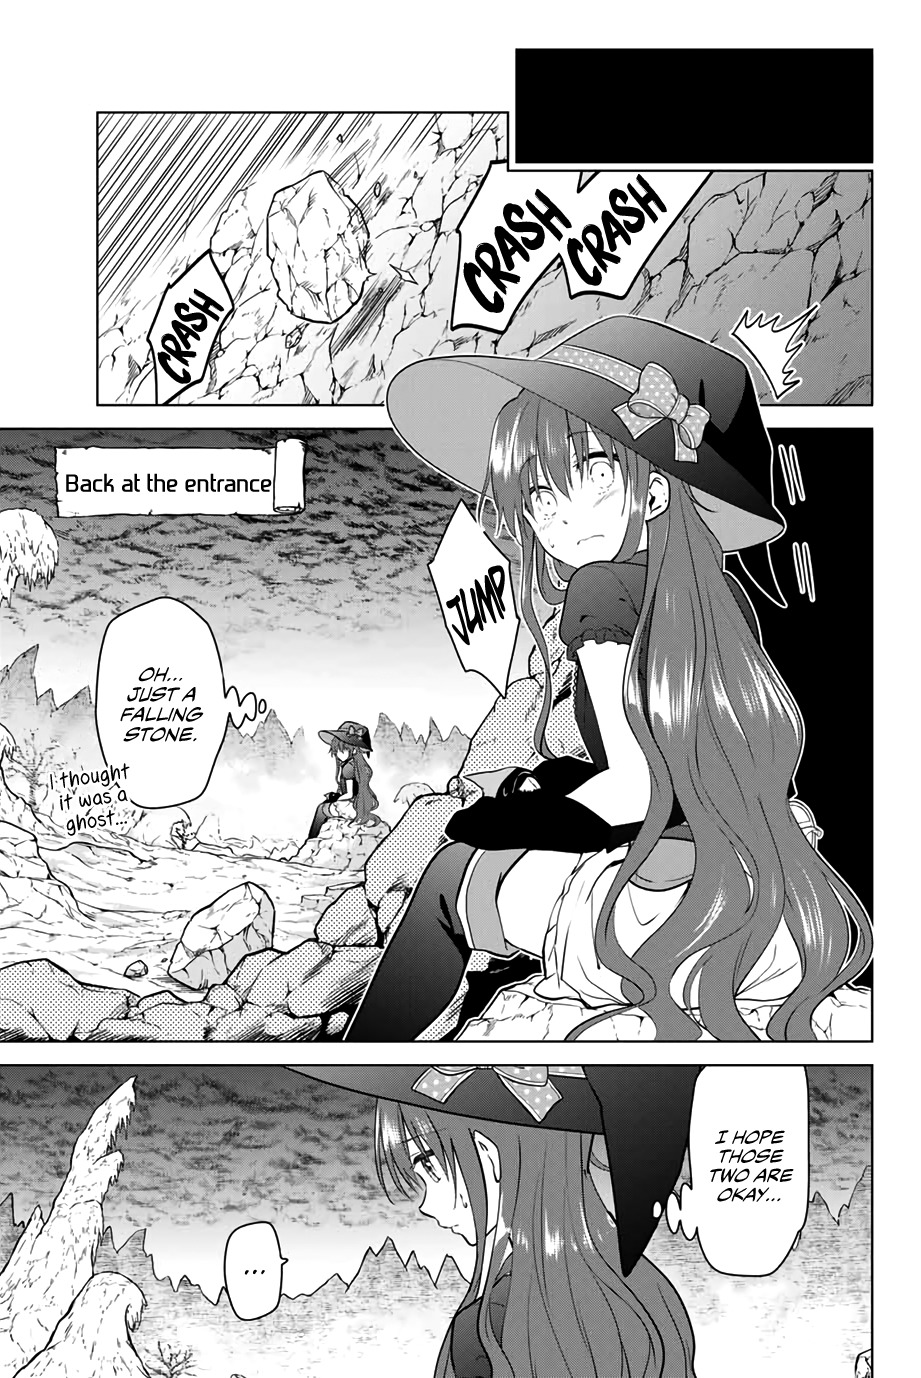 CRASH
CRASH
CRASH
JUMP
Back at the entrance
OH...
JUST A
FALLING
STONE.
I thought
it was a
ghost...
I HOPE
THOSE
TWO ARE
OKAY...
...